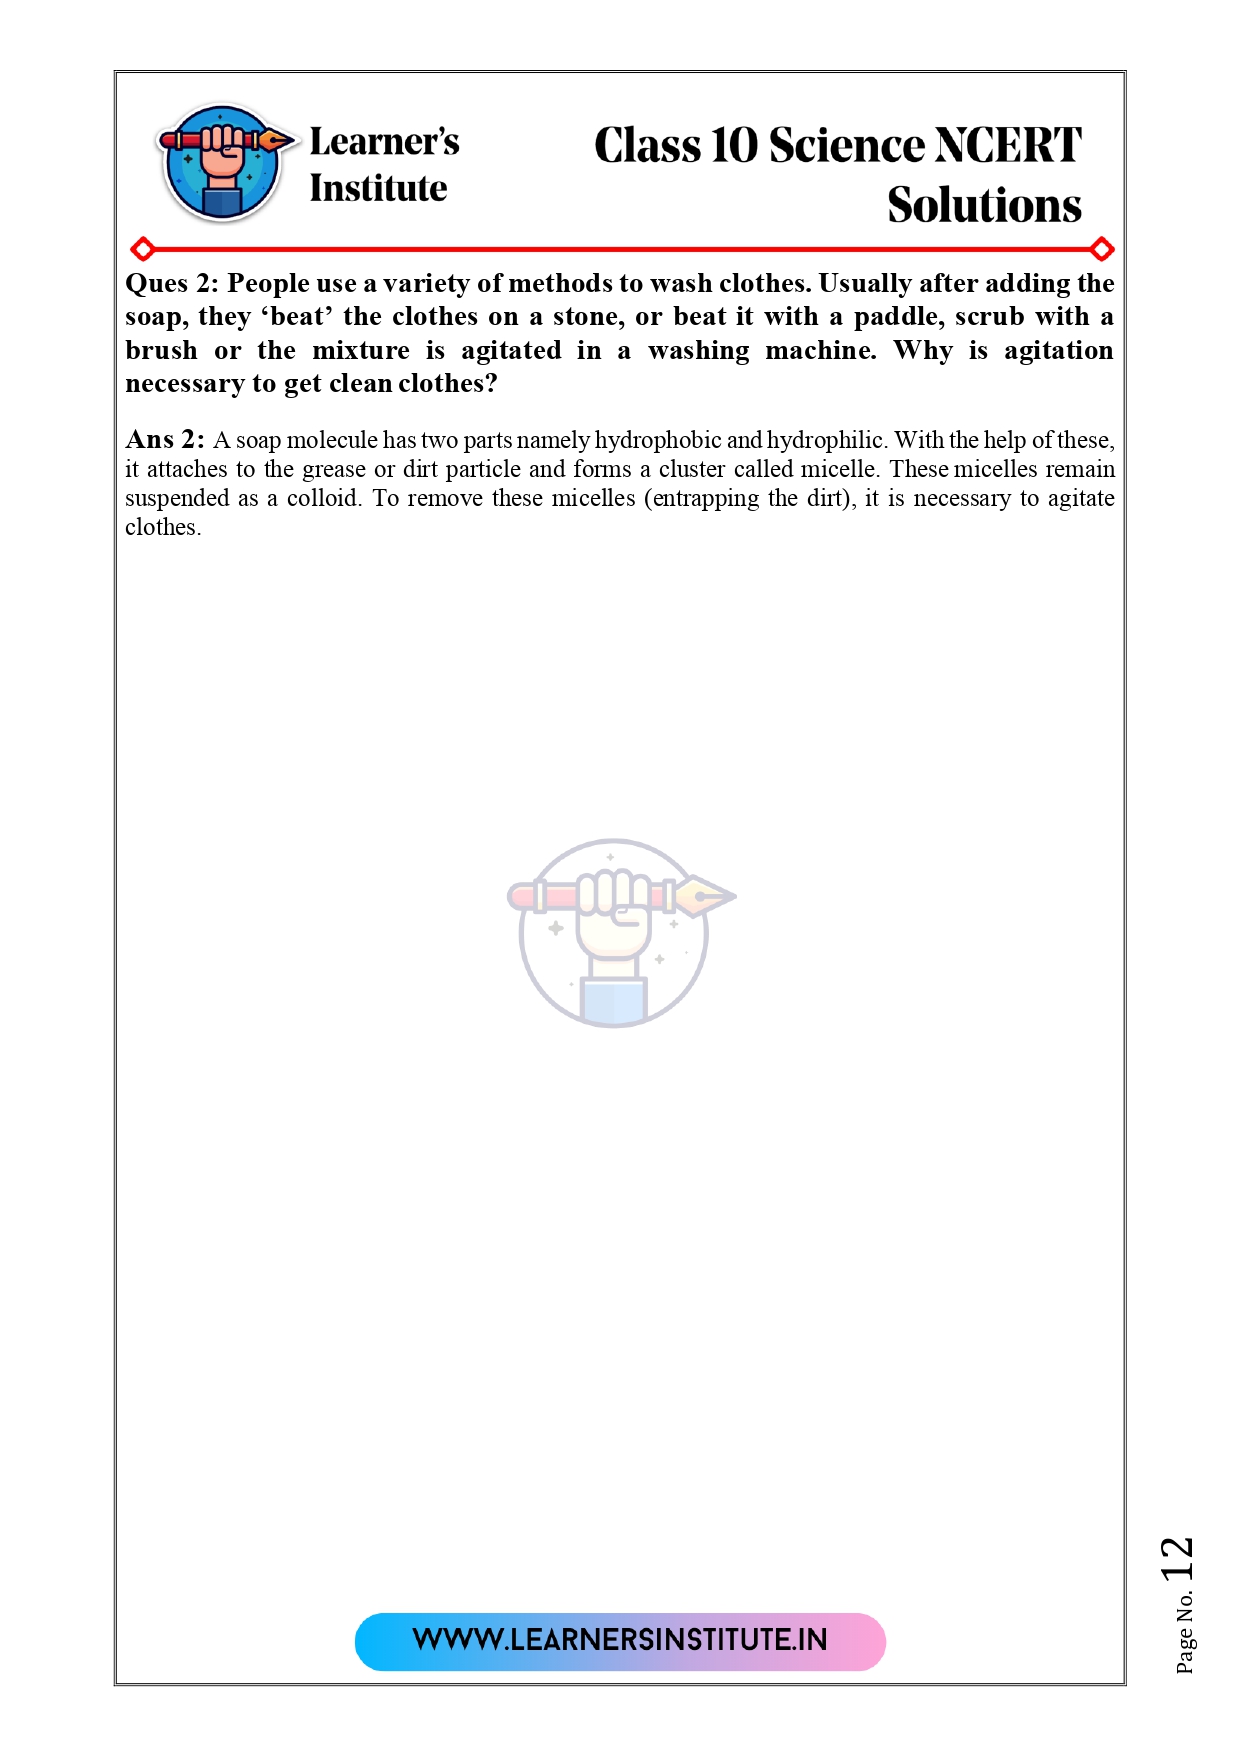 Learner's
Institute
Class 10 Science NCERT
Solutions
Ques 2: People use a variety of methods to wash clothes. Usually after adding the
soap, they ‘beat’ the clothes on a stone, or beat it with a paddle, scrub with a
brush or the mixture is agitated in a washing machine. Why is agitation
necessary to get clean clothes?
Ans 2: A soap molecule has two parts namely hydrophobic and hydrophilic. With the help of these,
it attaches to the grease or dirt particle and forms a cluster called micelle. These micelles remain
suspended as a colloid. To remove these micelles (entrapping the dirt), it is necessary to agitate
clothes.
WWW.LEARNERSINSTITUTE.IN
Page No. 12